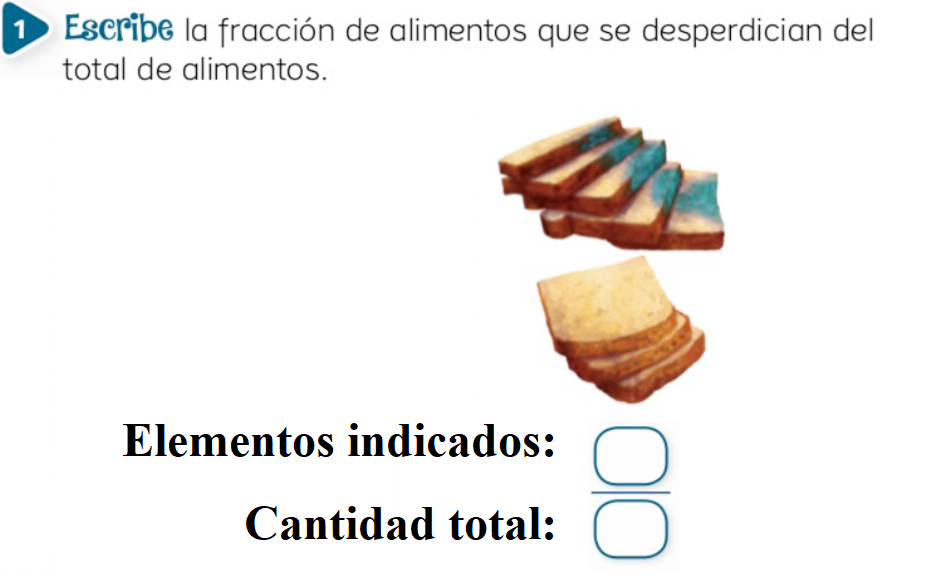 1 Escribe la fracción de alimentos que se desperdician del
total de alimentos.
Elementos indicados:
Cantidad total: